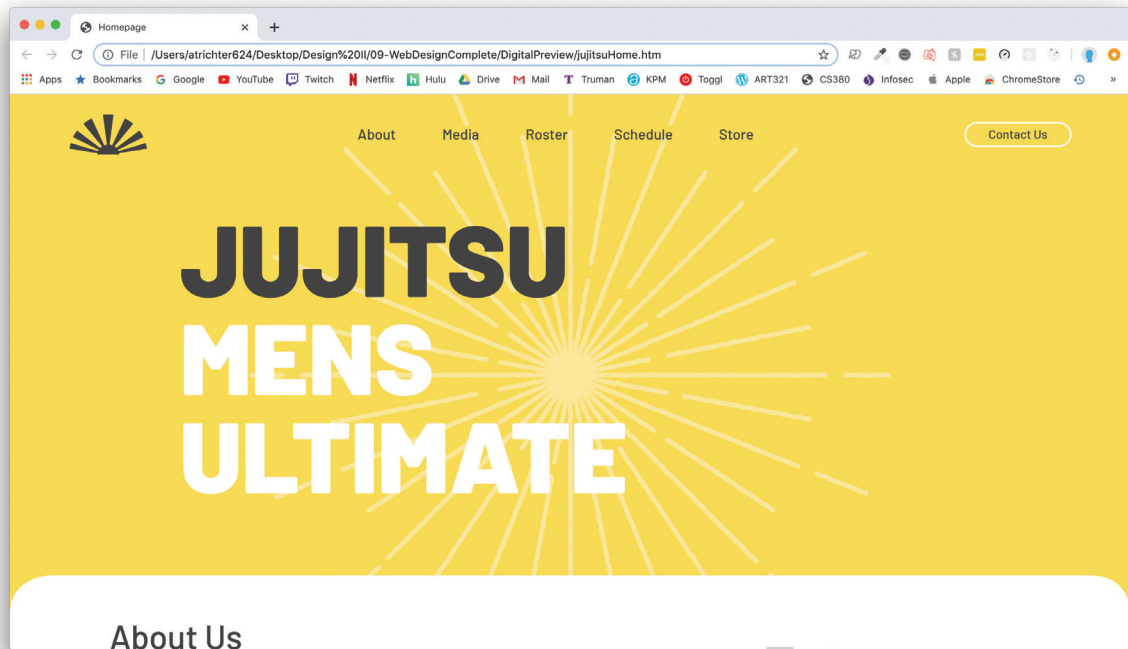 Homepage
File /Users/atrichter624/Desktop/Design%20II/09-WebDesignComplete/DigitalPreview/jujitsuHome.htm
Apps Bookmarks Google YouTube Twitch Netflix Hulu Drive Mail Truman KPM Toggl ART321 CS380 Infosec Apple ChromeStore »
About Media Roster Schedule Store Contact Us
JUJITSU
MENS
ULTIMATE
About Us